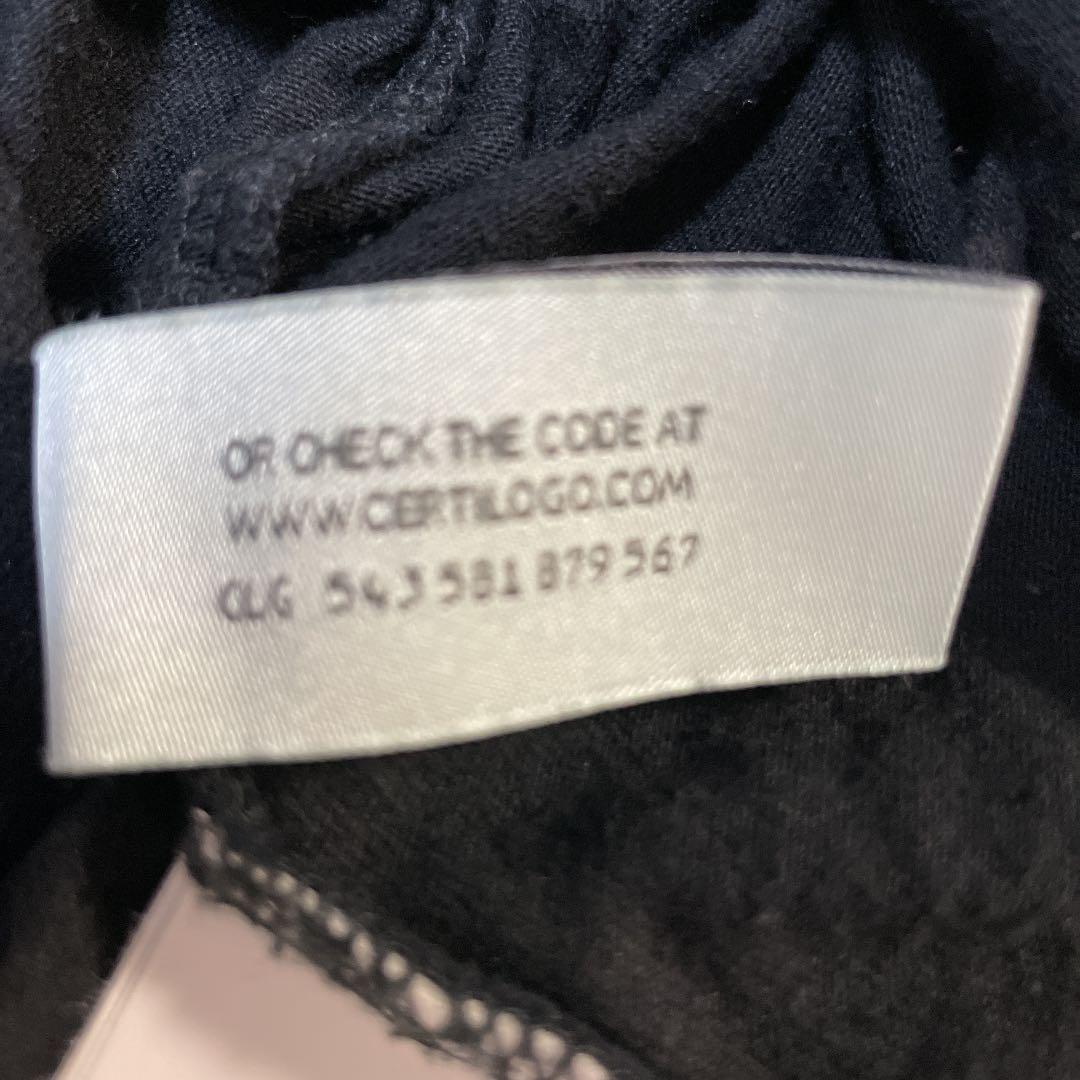 OR CHECK THE CODE AT
WWW.CERTILOGO.COM
CLG 543 581 879 567